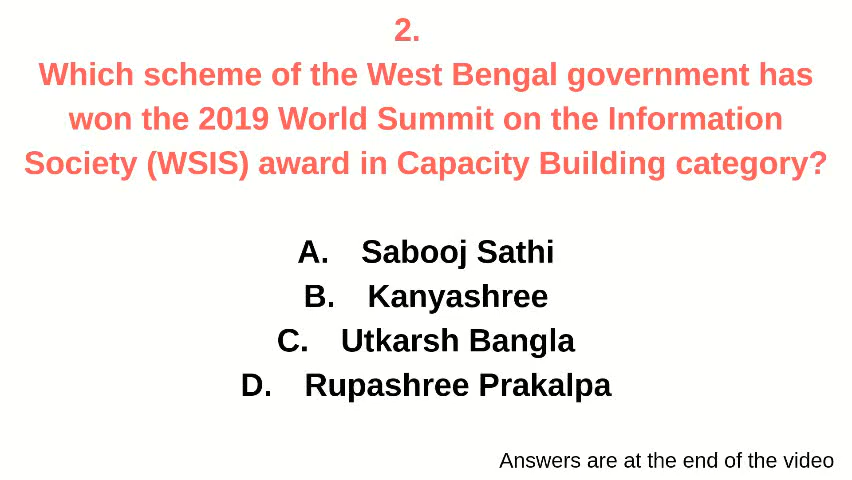 2.
Which scheme of the West Bengal government has
won the 2019 World Summit on the Information
Society (WSIS) award in Capacity Building category?
A. Sabooj Sathi
B. Kanyashree
C. Utkarsh Bangla
D. Rupashree Prakalpa
Answers are at the end of the video